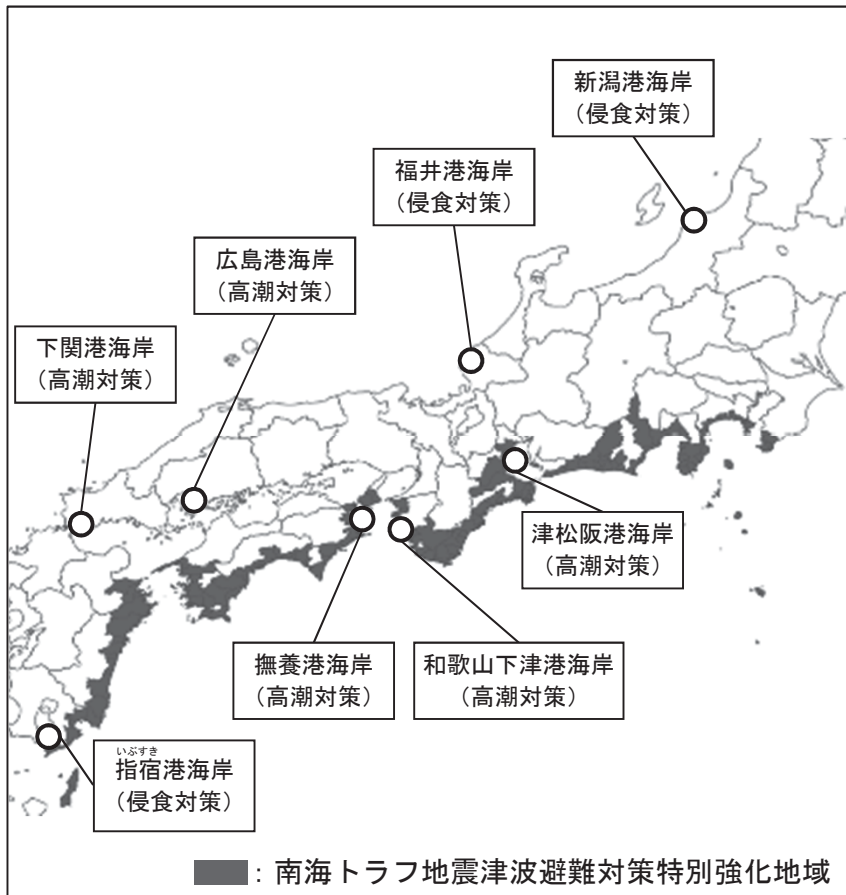 新潟港海岸
（侵食対策）
福井港海岸
（侵食対策）
広島港海岸
（高潮対策）
下関港海岸
（高潮対策）
津松阪港海岸
（高潮対策）
撫養港海岸
（高潮対策）
和歌山下津港海岸
（高潮対策）
いぶすき
指宿港海岸
（侵食対策）
：南海トラフ地震津波避難対策特別強化地域